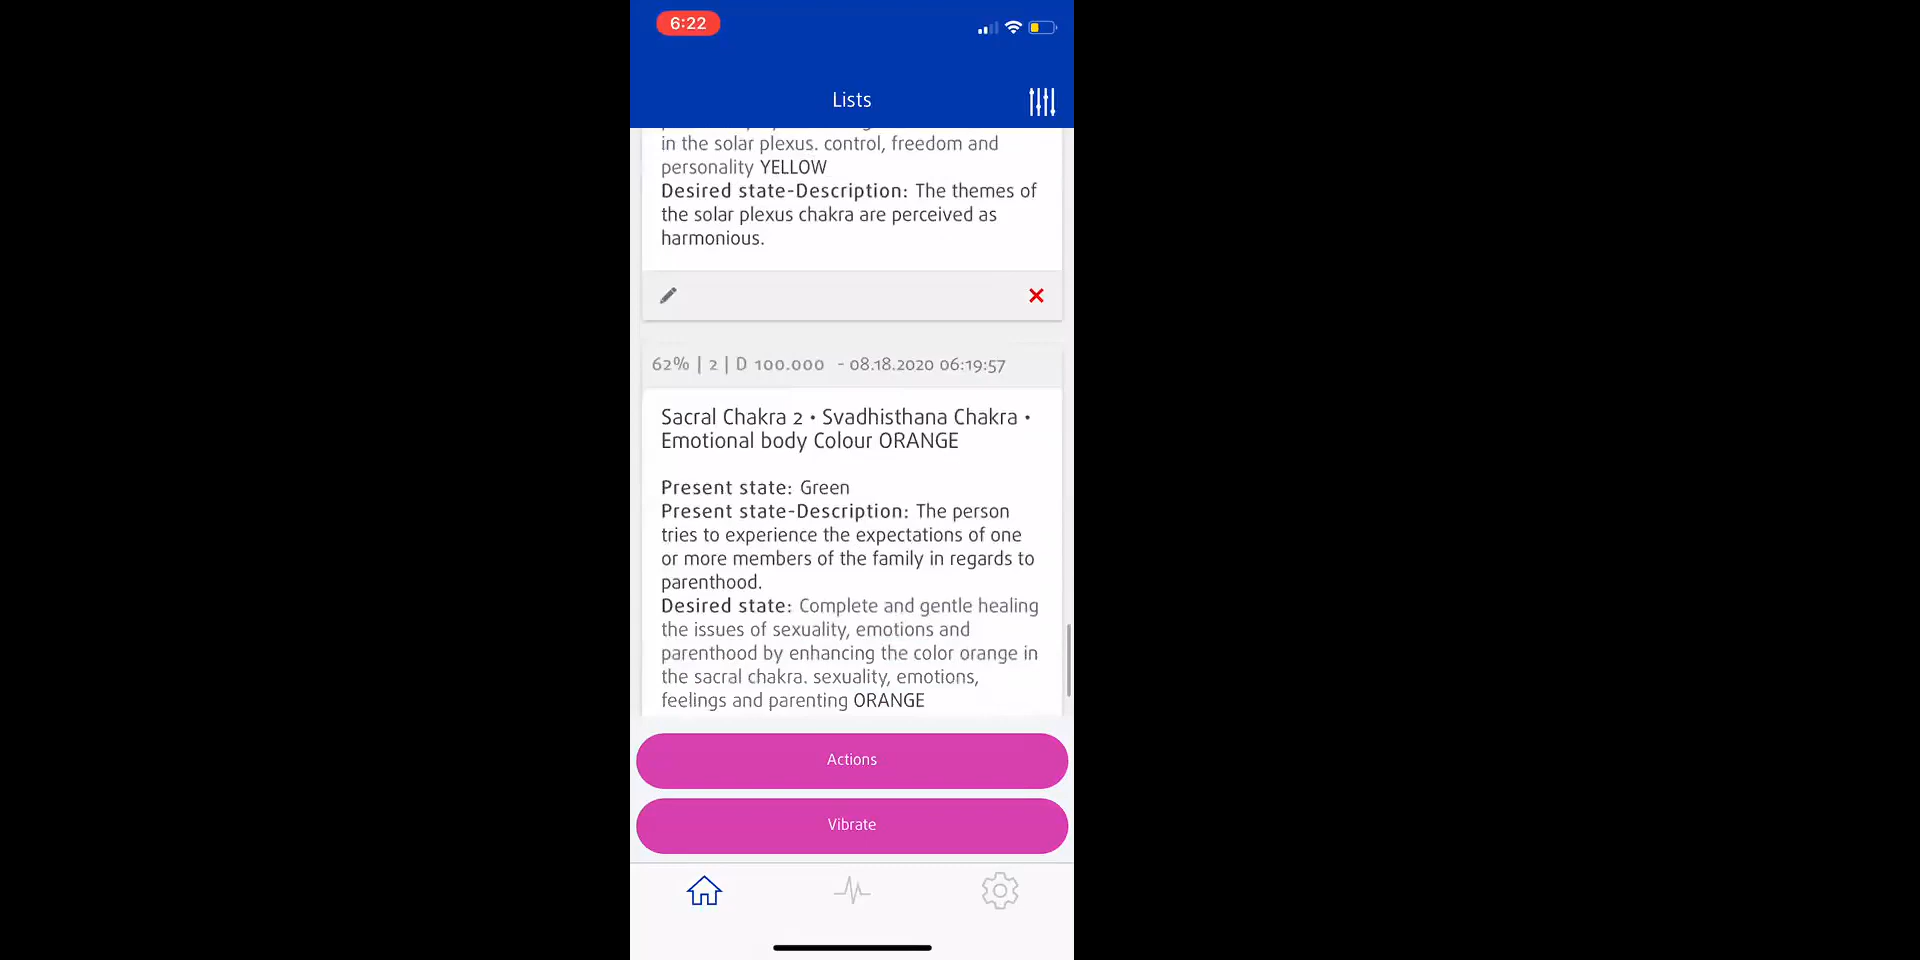 6:22
Lists
in the solar plexus. control, freedom and
personality YELLOW
Desired state-Description: The themes of
the solar plexus chakra are perceived as
harmonious.
62% | 2 | D 100.000 - 08.18.2020 06:19:57
Sacral Chakra 2 • Svadhisthana Chakra •
Emotional body Colour ORANGE
Present state: Green
Present state-Description: The person
tries to experience the expectations of one
or more members of the family in regards to
parenthood.
Desired state: Complete and gentle healing
the issues of sexuality, emotions and
parenthood by enhancing the color orange in
the sacral chakra. sexuality, emotions,
feelings and parenting ORANGE
Actions
Vibrate